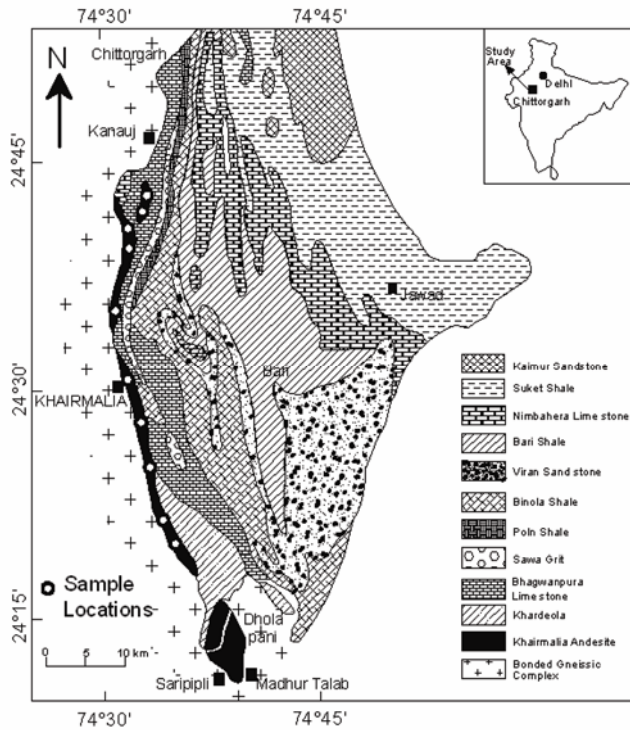 74°30' 74°45'
Chittorgarh
N
Kanauj
24°45'
Study
Area
Delhi
Chittorgarh
Jawad
Bari
24°30'
KHAIRMALIA
Kaimur Sandstone
Suket Shale
Nimbahera Lime stone
Bari Shale
Viran Sand stone
Binola Shale
Poln Shale
Sawa Grit
Bhagwanpura
Lime stone
Khardeola
Khairmalia Andesite
Bonded Gneissic
Complex
Sample
Locations
24°15'
0 5 10 km
Dhola
pani
Saripipli
Madhur Talab
74°30' 74°45'